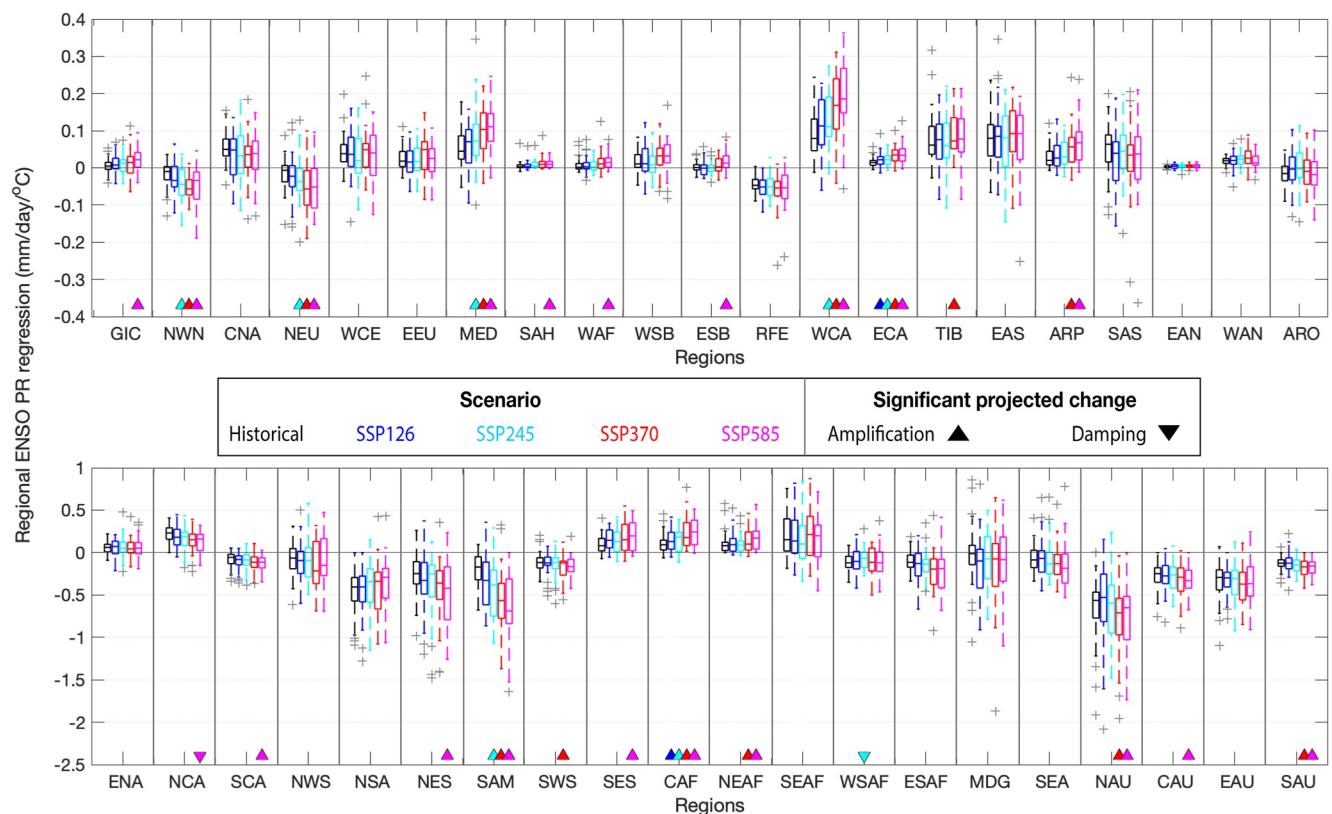 Regional ENSO PR regression (mm/day/°C)
0.4
0.3
0.2
0.1
0
-0.1
-0.2
-0.3
-0.4
GIC NWN CNA NEU WCE EEU MED SAH WAF WSB ESB RFE WCA ECA TIB EAS ARP SAS EAN WAN ARO
Regions
Scenario Significant projected change
Historical SSP126 SSP245 SSP370 SSP585 Amplification Damping
1
0.5
0
-0.5
-1
-1.5
-2
-2.5
ENA NCA SCA NWS NSA NES SAM SWS SES CAF NEAF SEAF WSAF ESAF MDG SEA NAU CAU EAU SAU
Regions